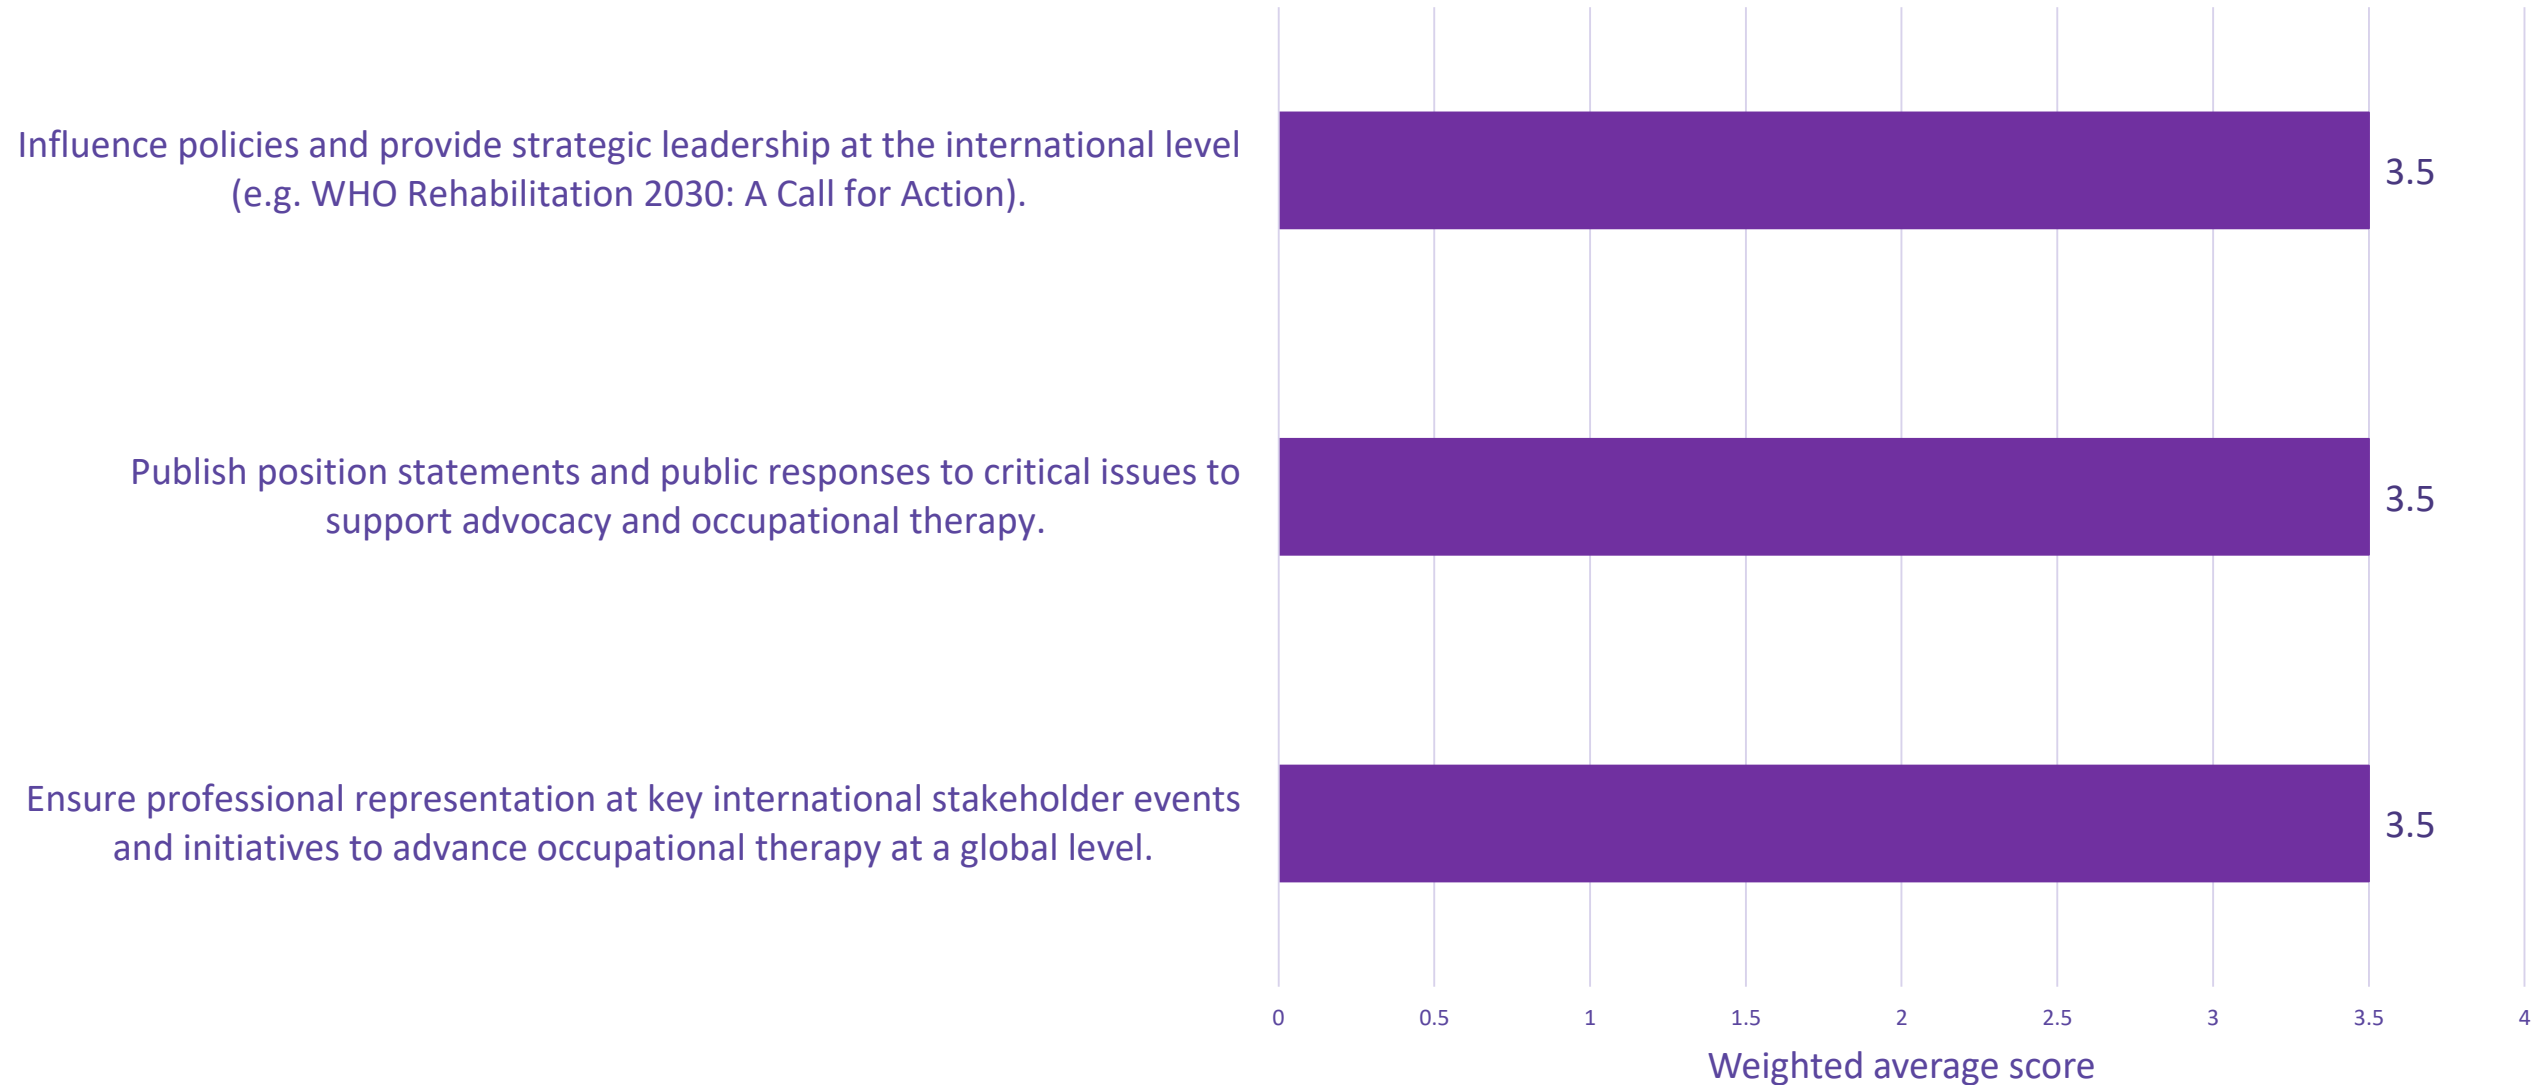 Influence policies and provide strategic leadership at the international level
(e.g. WHO Rehabilitation 2030: A Call for Action).
3.5
Publish position statements and public responses to critical issues to
support advocacy and occupational therapy.
3.5
Ensure professional representation at key international stakeholder events
and initiatives to advance occupational therapy at a global level.
3.5
0 0.5 1 1.5 2 2.5 3 3.5 4
Weighted average score